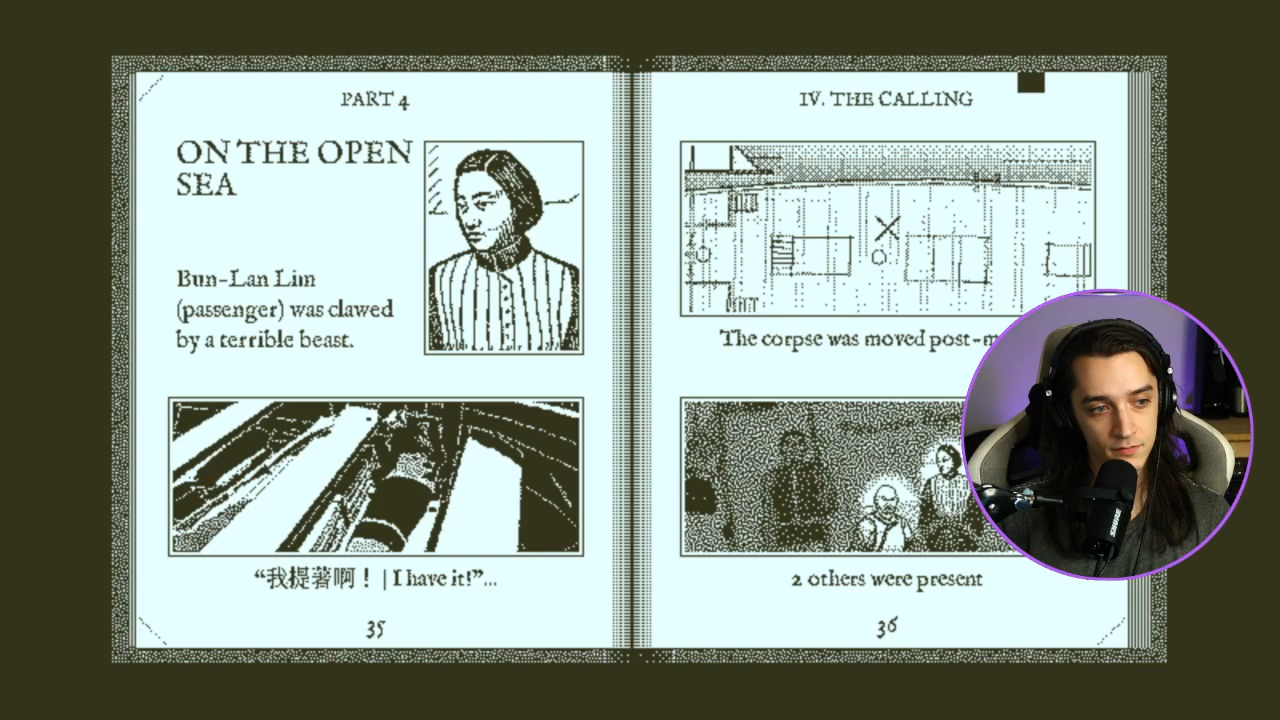 PART 4
ON THE OPEN
SEA
Bun-Lan Lim
(passenger) was clawed
by a terrible beast.
“我提著啊！ | I have it!”...
35
IV. THE CALLING
The corpse was moved
2 others were present
36
SHURE